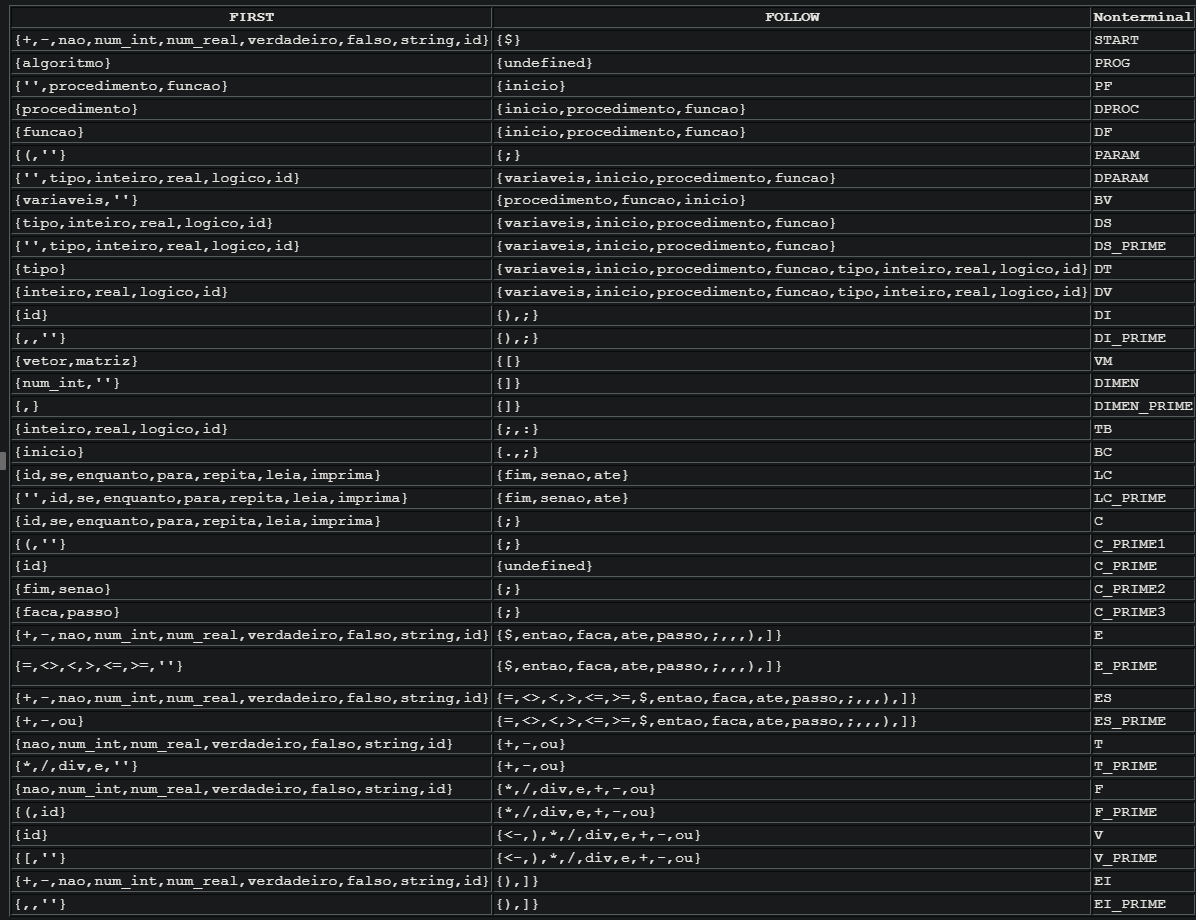 FIRST FOLLOW Nonterminal
{+,-,nao,num_int,num_real,verdadeiro,falso,string,id} {$} START
{algoritmo} {undefined} PROG
{'',procedimento,funcao} {inicio} PF
{procedimento} {inicio,procedimento,funcao} DPROC
{funcao} {inicio,procedimento,funcao} DF
{(,''} {;} PARAM
{'',tipo,inteiro,real,logico,id} {variaveis,inicio,procedimento,funcao} DPARAM
{variaveis,''} {procedimento,funcao,inicio} BV
{tipo,inteiro,real,logico,id} {variaveis,inicio,procedimento,funcao} DS
{'',tipo,inteiro,real,logico,id} {variaveis,inicio,procedimento,funcao} DS_PRIME
{tipo} {variaveis,inicio,procedimento,funcao,tipo,inteiro,real,logico,id} DT
{inteiro,real,logico,id} {variaveis,inicio,procedimento,funcao,tipo,inteiro,real,logico,id} DV
{id} {),;} DI
{,,''} {),;} DI_PRIME
{vetor,matriz} {[} VM
{num_int,''} {]} DIMEN
{,} {]} DIMEN_PRIME
{inteiro,real,logico,id} {;,:} TB
{inicio} {.,;} BC
{id,se,enquanto,para,repita,leia,imprima} {fim,senao,ate} LC
{'',id,se,enquanto,para,repita,leia,imprima} {fim,senao,ate} LC_PRIME
{id,se,enquanto,para,repita,leia,imprima} {;} C
{(,''} {;} C_PRIME1
{id} {undefined} C_PRIME
{fim,senao} {;} C_PRIME2
{faca,passo} {;} C_PRIME3
{+,-,nao,num_int,num_real,verdadeiro,falso,string,id} {$,entao,faca,ate,passo,;,,,),]} E
{=,<>,<,>,<=,>=,''} {$,entao,faca,ate,passo,;,,,),]} E_PRIME
{+,-,nao,num_int,num_real,verdadeiro,falso,string,id} {=,<>,<,>,<=,>=,$,entao,faca,ate,passo,;,,,),]} ES
{+,-,ou} {=,<>,<,>,<=,>=,$,entao,faca,ate,passo,;,,,),]} ES_PRIME
{nao,num_int,num_real,verdadeiro,falso,string,id} {+,-,ou} T
{*,/,div,e,''} {+,-,ou} T_PRIME
{nao,num_int,num_real,verdadeiro,falso,string,id} {*,/,div,e,+,-,ou} F
{(,id} {*,/,div,e,+,-,ou} F_PRIME
{id} {<-,),*,/,div,e,+,-,ou} V
{[,''} {<-,),*,/,div,e,+,-,ou} V_PRIME
{+,-,nao,num_int,num_real,verdadeiro,falso,string,id} {),]} EI
{,,''} {),]} EI_PRIME